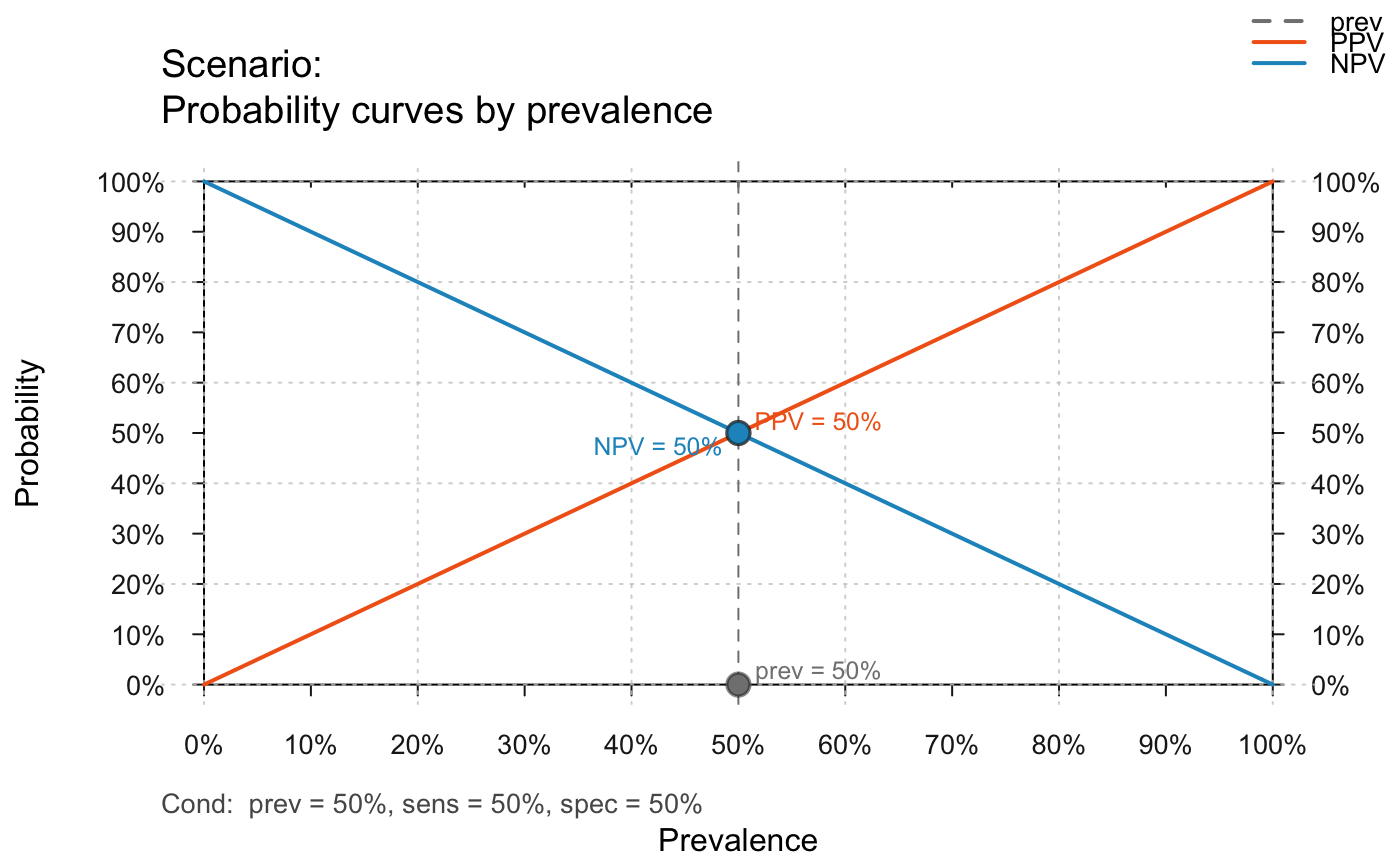 prev
PPV
NPV
Scenario:
Probability curves by prevalence
100% 100%
90% 90%
80% 80%
70% 70%
60% 60%
PPV = 50%
50% 50%
NPV = 50%
40% 40%
30% 30%
20% 20%
10% 10%
prev = 50%
0% 0%
Probability
0% 10% 20% 30% 40% 50% 60% 70% 80% 90% 100%
Cond:  prev = 50%, sens = 50%, spec = 50%
Prevalence